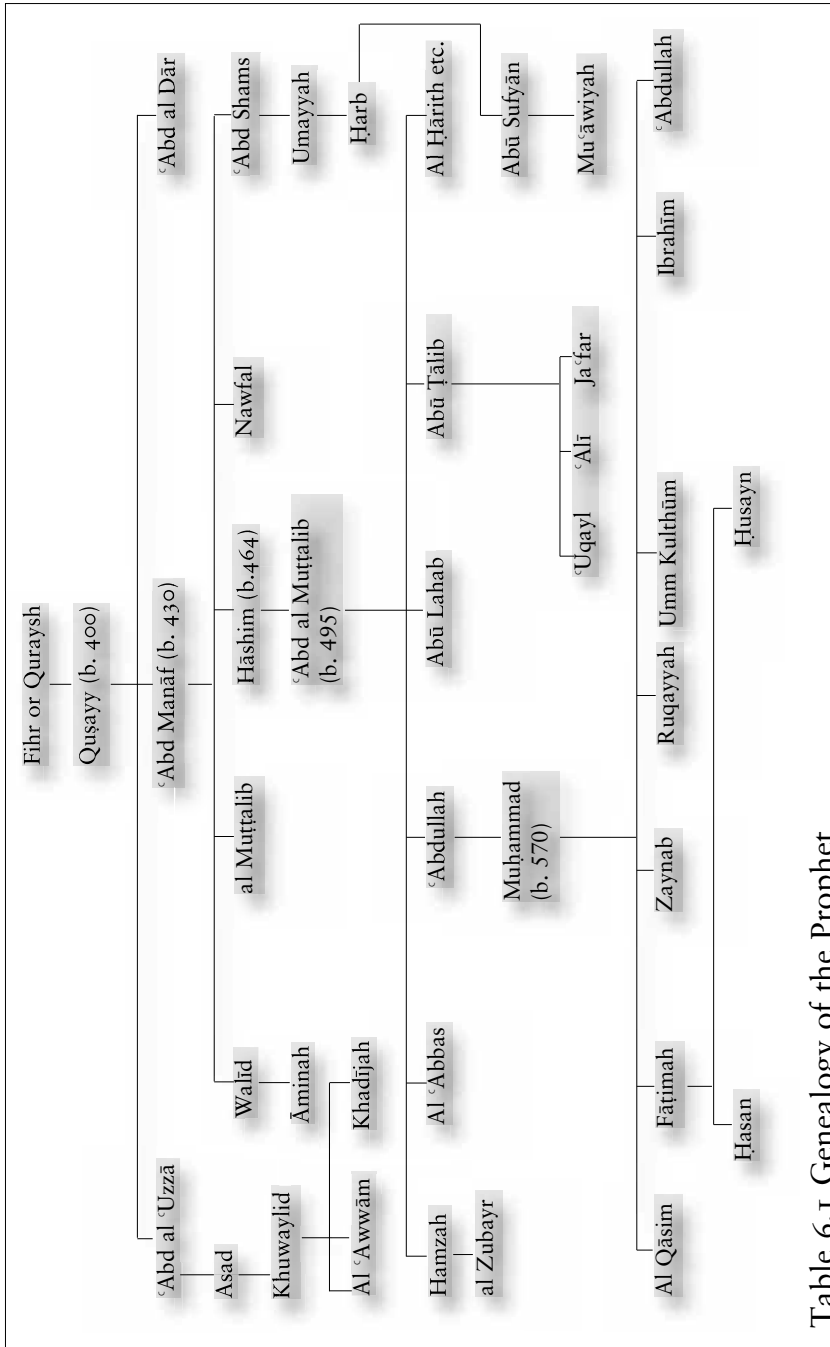 Fihr or Quraysh
Quṣayy (b. 400)
ʿAbd al ʿUzzā
ʿAbd Manāf (b. 430)
ʿAbd al Dār
Asad
Walīd
al Muṭṭalib
Hāshim (b.464)
Nawfal
ʿAbd Shams
Khuwaylid
Āminah
ʿAbd al Muṭṭalib
(b. 495)
Umayyah
Al ʿAwwām
Khadījah
Ḥarb
Hamzah
Al ʿAbbas
ʿAbdullah
Abū Lahab
Abū Ṭālib
Al Ḥārith etc.
al Zubayr
Muḥammad
(b. 570)
Abū Sufyān
ʿUqayl
ʿAlī
Jaʿfar
Muʿāwiyah
Al Qāsim
Fāṭimah
Zaynab
Ruqayyah
Umm Kulthūm
Ibrahīm
ʿAbdullah
Ḥasan
Ḥusayn
Table 6.1 Genealogy of the Prophet